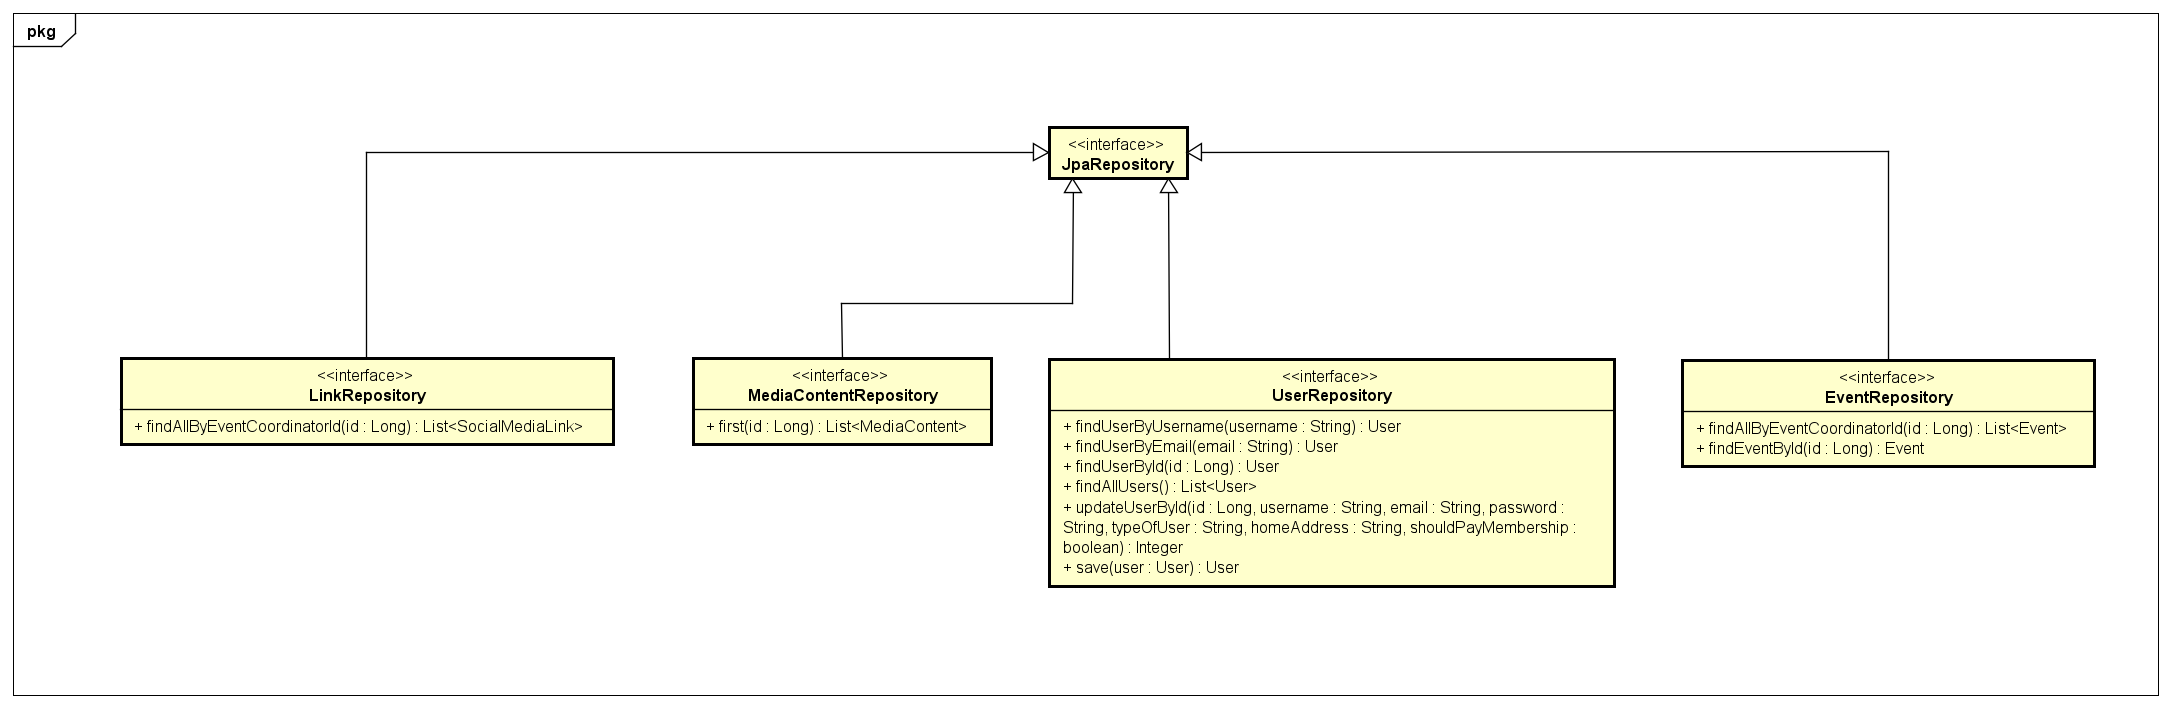 pkg
<<interface>>
JpaRepository
<<interface>>
LinkRepository
+ findAllByEventCoordinatorId(id : Long) : List<SocialMediaLink>
<<interface>>
MediaContentRepository
+ first(id : Long) : List<MediaContent>
<<interface>>
UserRepository
+ findUserByUsername(username : String) : User
+ findUserByEmail(email : String) : User
+ findUserById(id : Long) : User
+ findAllUsers() : List<User>
+ updateUserById(id : Long, username : String, email : String, password :
String, typeOfUser : String, homeAddress : String, shouldPayMembership :
boolean) : Integer
+ save(user : User) : User
<<interface>>
EventRepository
+ findAllByEventCoordinatorId(id : Long) : List<Event>
+ findEventById(id : Long) : Event